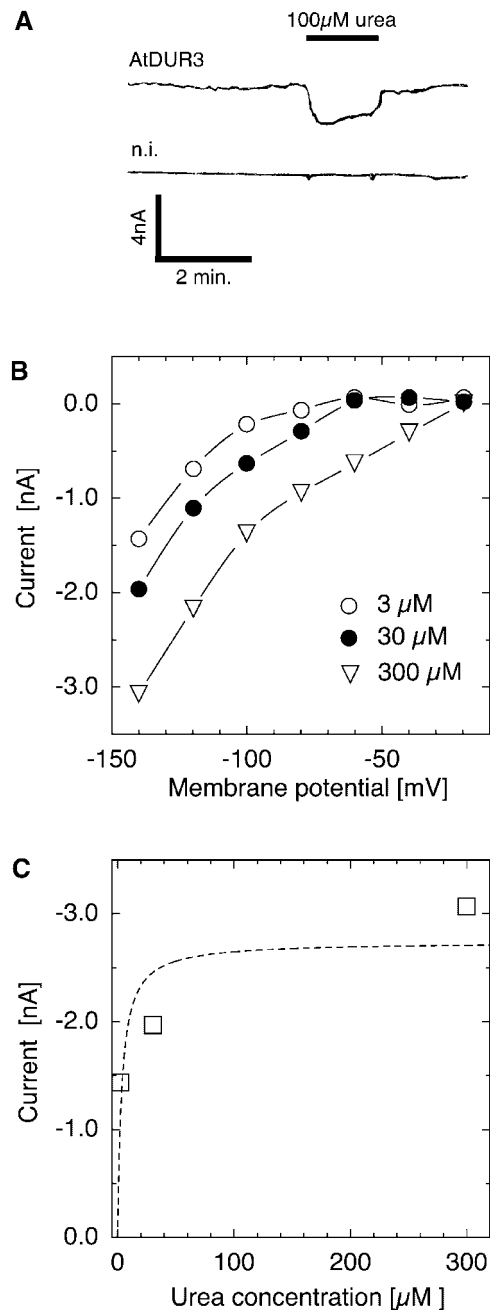 A
100µM urea
AtDUR3
n.i.
4nA
2 min.
B
0.0
-1.0
-2.0
-3.0
Current [nA]
3 µM
30 µM
300 µM
-150
-100
-50
Membrane potential [mV]
C
-3.0
-2.0
-1.0
0.0
Current [nA]
0
100
200
300
Urea concentration [µM ]